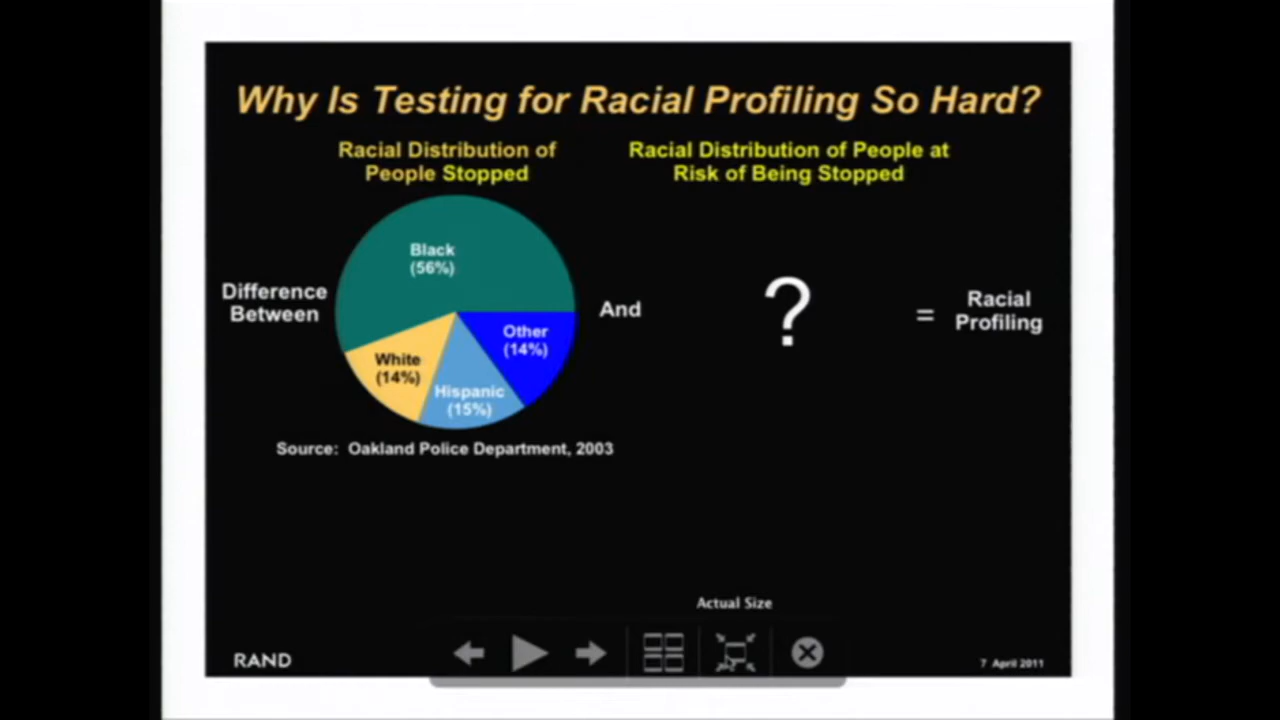 Why Is Testing for Racial Profiling So Hard?
Racial Distribution of
People Stopped
Racial Distribution of People at
Risk of Being Stopped
Difference
Between
Black
(56%)
White
(14%)
Hispanic
(15%)
Other
(14%)
And
?
=
Racial
Profiling
Source: Oakland Police Department, 2003
Actual Size
RAND
7 April 2011